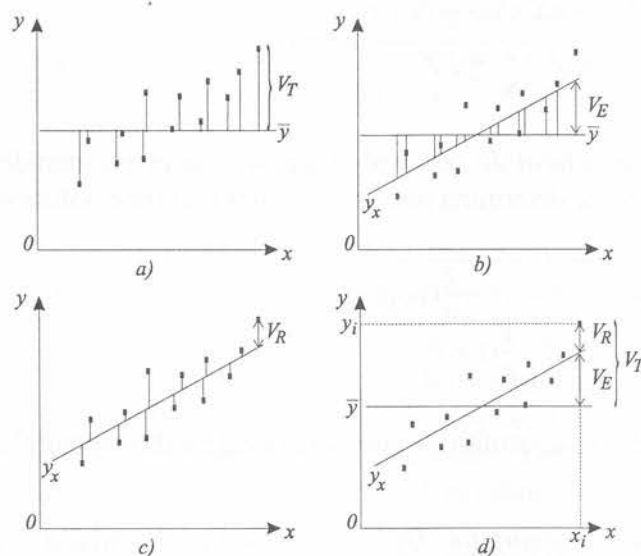 y
V_T
y̅
0
x
a)
y
V_E
y̅
y_x
0
x
b)
y
V_R
y_x
0
x
c)
y
y_i
V_R
V_T
V_E
y̅
y_x
0
x_i
x
d)